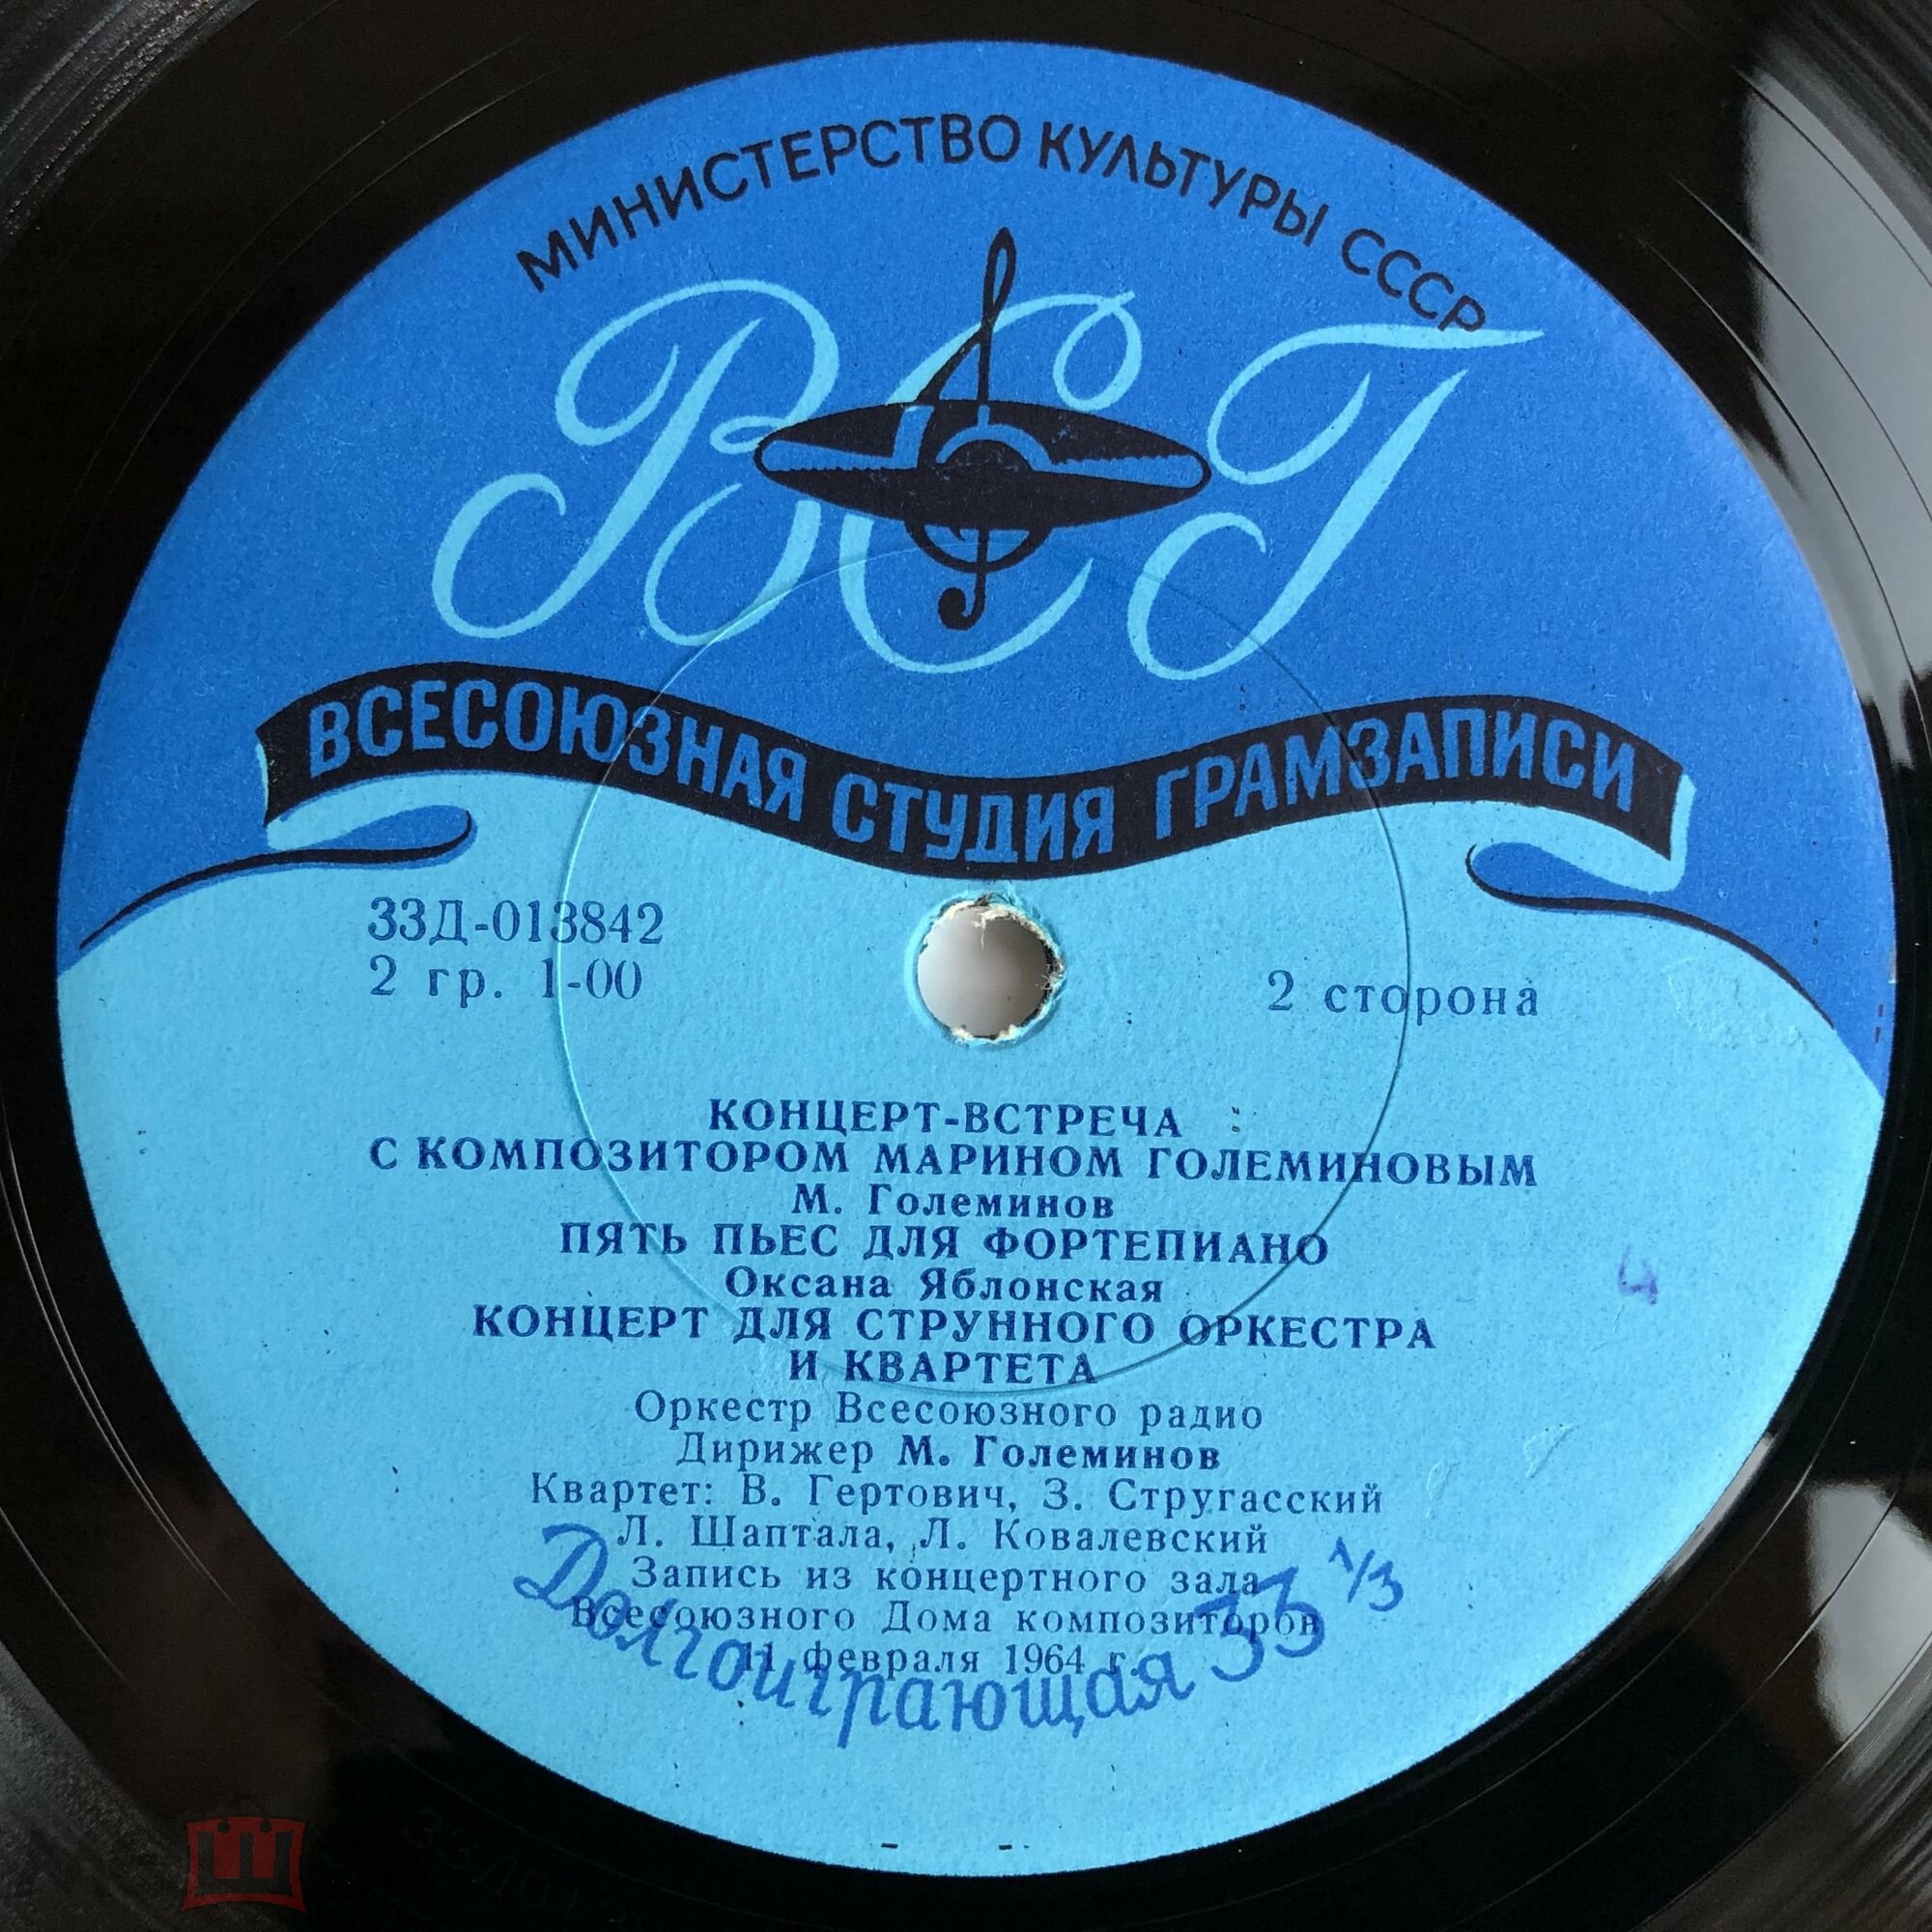 МИНИСТЕРСТВО КУЛЬТУРЫ СССР
ВСГ
ВСЕСОЮЗНАЯ СТУДИЯ ГРАМЗАПИСИ
33Д-013842
2 гр. 1-00
2 сторона
КОНЦЕРТ-ВСТРЕЧА
С КОМПОЗИТОРОМ МАРИНОМ ГОЛЕМИНОВЫМ
М. Големинов
ПЯТЬ ПЬЕС ДЛЯ ФОРТЕПИАНО
Оксана Яблонская
КОНЦЕРТ ДЛЯ СТРУННОГО ОРКЕСТРА
И КВАРТЕТА
Оркестр Всесоюзного радио
Дирижер М. Големинов
Квартет: В. Гертович, З. Стругасский
Л. Шаптала, Л. Ковалевский
Запись из концертного зала
Всесоюзного Дома композиторов
11 февраля 1964 г.
Долгоиграющая 33 1/3
4
Ш